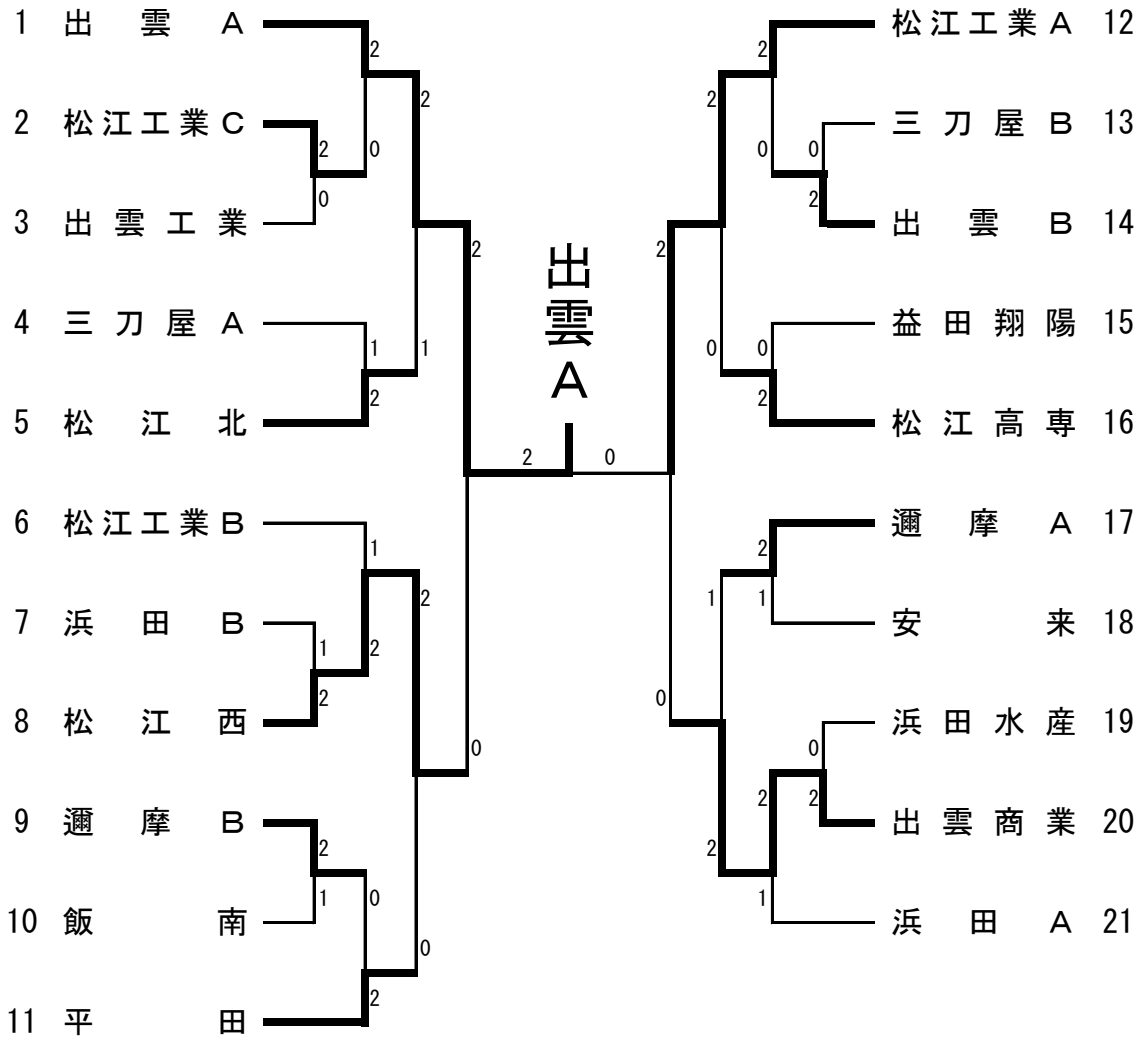 1 出雲A
2 松江工業C
3 出雲工業
4 三刀屋A
5 松江北
6 松江工業B
7 浜田B
8 松江西
9 邇摩B
10 飯南
11 平田
2
2
2
0
0
2
1
1
2
1
2
1
2
2
0
2
1
0
0
2
出雲A
2 0
松江工業A 12
三刀屋B 13
出雲B 14
益田翔陽 15
松江高専 16
邇摩A 17
安来 18
浜田水産 19
出雲商業 20
浜田A 21
2
2
0
0
2
2
0
0
2
2
1
1
0
0
2
2
2
1